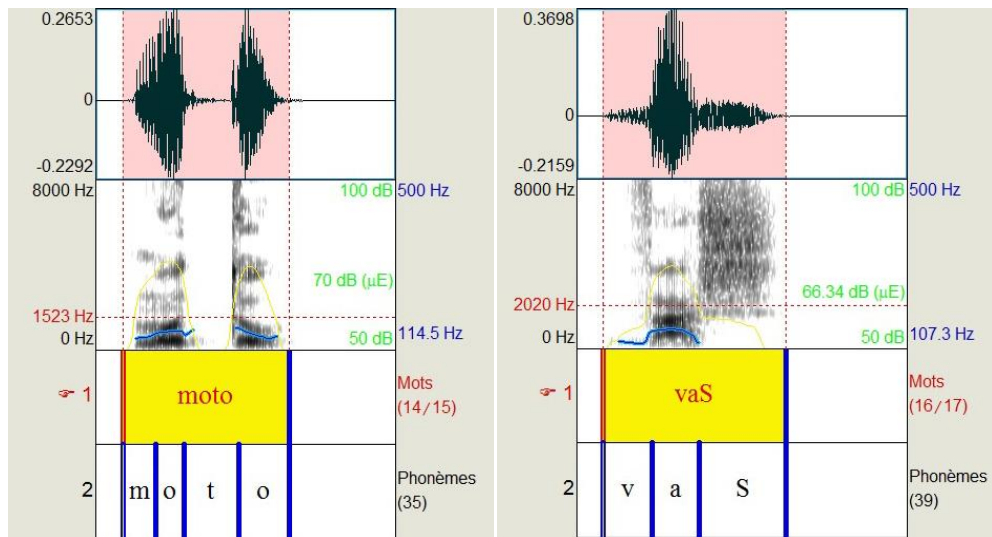 0.2653
0
-0.2292
8000 Hz
100 dB
500 Hz
70 dB (µE)
1523 Hz
0 Hz
50 dB
114.5 Hz
☞ 1
moto
Mots
(14/15)
2
m
o
t
o
Phonèmes
(35)
0.3698
0
-0.2159
8000 Hz
100 dB
500 Hz
66.34 dB (µE)
2020 Hz
0 Hz
50 dB
107.3 Hz
☞ 1
vaS
Mots
(16/17)
2
v
a
S
Phonèmes
(39)